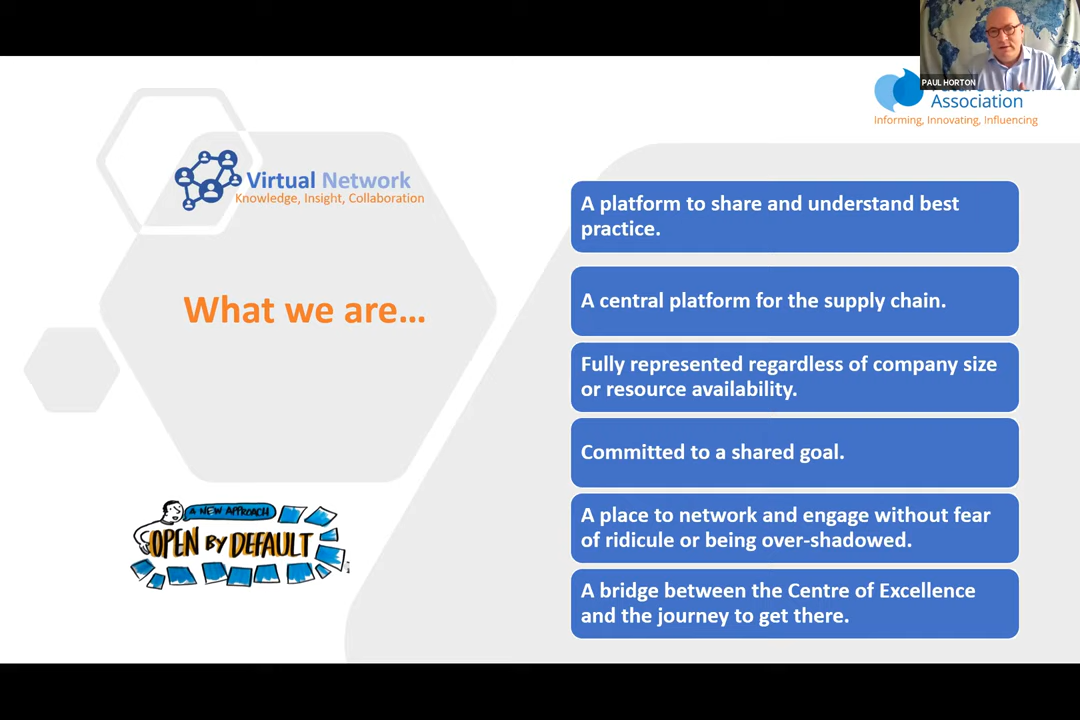 PAUL HORTON
Association
Informing, Innovating, Influencing
Virtual Network
Knowledge, Insight, Collaboration
What we are...
A NEW APPROACH
OPEN BY DEFAULT
A platform to share and understand best
practice.
A central platform for the supply chain.
Fully represented regardless of company size
or resource availability.
Committed to a shared goal.
A place to network and engage without fear
of ridicule or being over-shadowed.
A bridge between the Centre of Excellence
and the journey to get there.